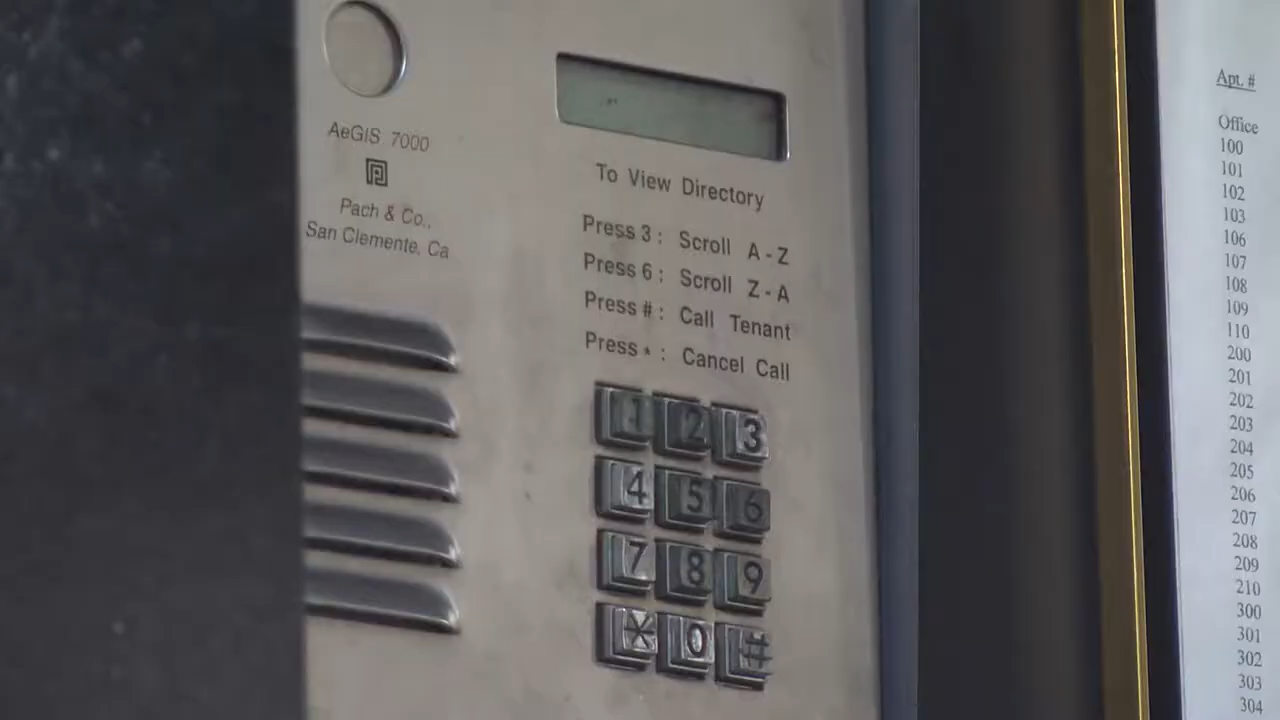 AeGIS 7000
Pach & Co.,
San Clemente, Ca
To View Directory
Press 3 : Scroll A - Z
Press 6 : Scroll Z - A
Press # : Call Tenant
Press * : Cancel Call
1 2 3
4 5 6
7 8 9
* 0 #
Apt. #
Office
100
101
102
103
106
107
108
109
110
200
201
202
203
204
205
206
207
208
209
210
300
301
302
303
304